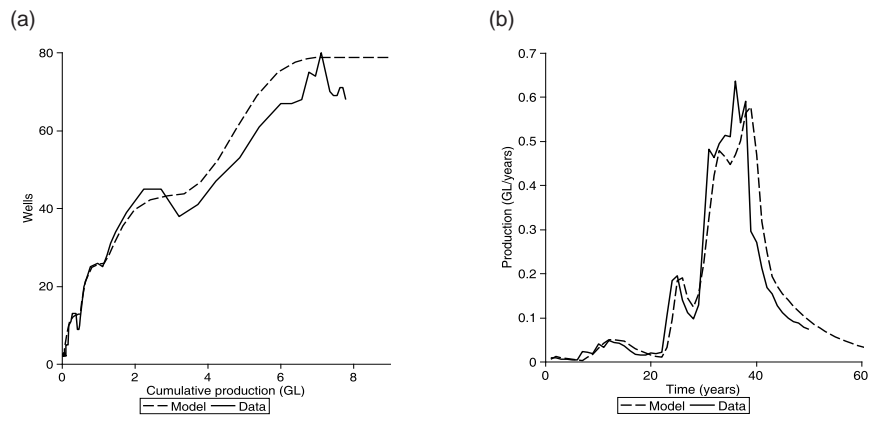 (a)
80
60
40
20
0
Wells
0 2 4 6 8
Cumulative production (GL)
Model Data
(b)
0.7
0.6
0.5
0.4
0.3
0.2
0.1
0
Production (GL/years)
0 20 40 60
Time (years)
Model Data